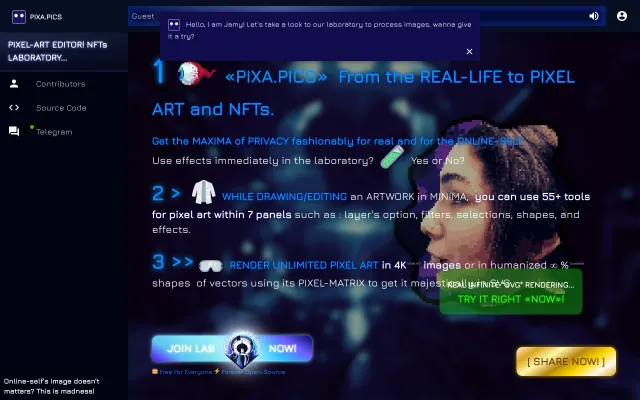 PIXA.PICS
Guest
Hello, I am Jamy! Let's take a look to our laboratory to process images, wanna give
it a try?
PIXEL-ART EDITOR! NFTs
LABORATORY...
Contributors
Source Code
Telegram
1 «PIXA.PICS» From the REAL-LIFE to PIXEL
ART and NFTs.
Get the MAXIMA of PRIVACY fashionably for real and for the ONLINE-SELF.
Use effects immediately in the laboratory? Yes or No?
2 > WHILE DRAWING/EDITING an ARTWORK in MINIMA, you can use 55+ tools
for pixel art within 7 panels such as : layer's option, filters, selections, shapes, and
effects.
3 >> RENDER UNLIMITED PIXEL ART in 4K images or in humanized ∞ %
shapes of vectors using its PIXEL-MATRIX to get it majestically in SVG.
REAL INFINITE "SVG" RENDERING...
TRY IT RIGHT «NOW»!
JOIN LAB NOW!
Free For Everyone ⚡ Forever Open-Source
[ SHARE NOW! ]
Online-self's image doesn't
matters? This is madness!